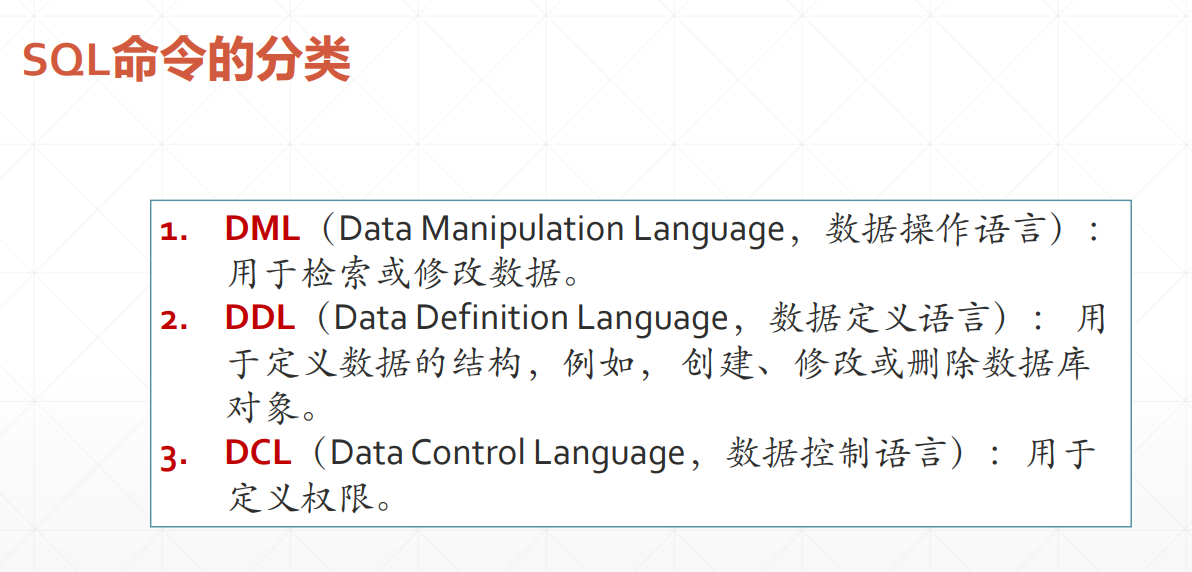 SQL命令的分类
1. DML（Data Manipulation Language，数据操作语言）：
用于检索或修改数据。
2. DDL（Data Definition Language，数据定义语言）： 用
于定义数据的结构，例如，创建、修改或删除数据库
对象。
3. DCL（Data Control Language，数据控制语言）： 用于
定义权限。